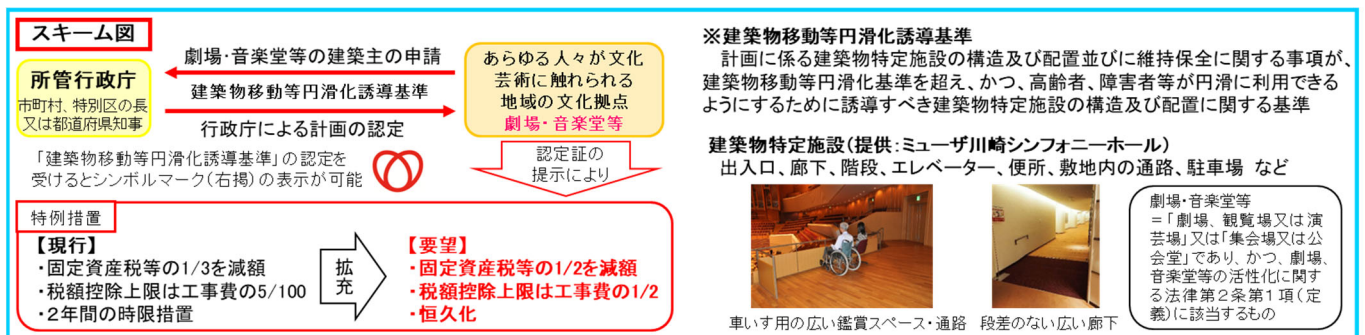 スキーム図
所管行政庁
市町村、特別区の長
又は都道府県知事
劇場・音楽堂等の建築主の申請
建築物移動等円滑化誘導基準
行政庁による計画の認定
あらゆる人々が文化
芸術に触れられる
地域の文化拠点
劇場・音楽堂等
「建築物移動等円滑化誘導基準」の認定を
受けるとシンボルマーク(右掲)の表示が可能
認定証の
提示により
特例措置
【現行】
・固定資産税等の1/3を減額
・税額控除上限は工事費の5/100
・2年間の時限措置
拡
充
【要望】
・固定資産税等の1/2を減額
・税額控除上限は工事費の1/2
・恒久化
※建築物移動等円滑化誘導基準
計画に係る建築物特定施設の構造及び配置並びに維持保全に関する事項が、
建築物移動等円滑化基準を超え、かつ、高齢者、障害者等が円滑に利用できる
ようにするために誘導すべき建築物特定施設の構造及び配置に関する基準
建築物特定施設(提供:ミューザ川崎シンフォニーホール)
出入口、廊下、階段、エレベーター、便所、敷地内の通路、駐車場 など
車いす用の広い鑑賞スペース・通路
段差のない広い廊下
劇場・音楽堂等
=「劇場、観覧場又は演
芸場」又は「集会場又は公
会堂」であり、かつ、劇場、
音楽堂等の活性化に関す
る法律第2条第1項(定
義)に該当するもの